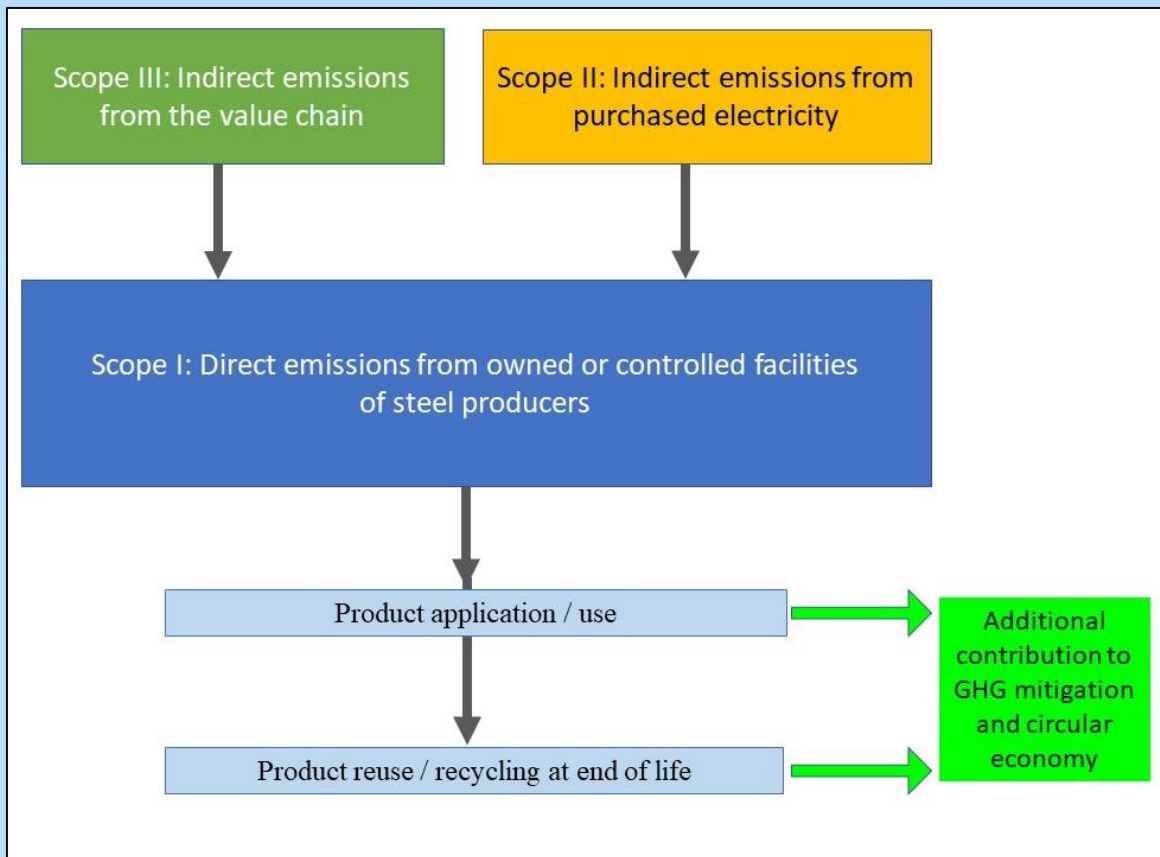 Scope III: Indirect emissions
from the value chain
Scope II: Indirect emissions from
purchased electricity
Scope I: Direct emissions from owned or controlled facilities
of steel producers
Product application / use
Product reuse / recycling at end of life
Additional
contribution to
GHG mitigation
and circular
economy